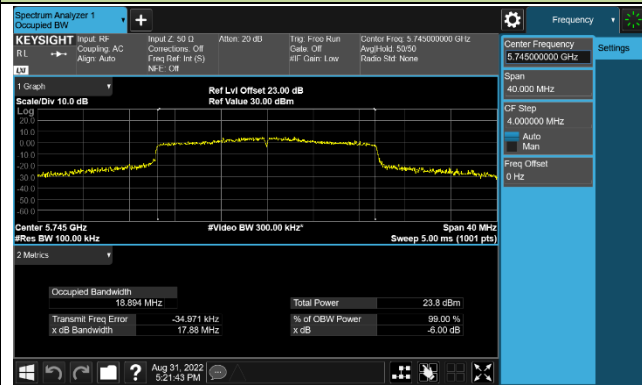 Spectrum Analyzer 1
Occupied BW
Frequency
KEYSIGHT
RL
Input: RF
Coupling: AC
Align: Auto
Input Z: 50 Ω
Corrections: Off
Freq Ref: Int (S)
NFE: Off
Atten: 20 dB
Trig: Free Run
Gate: Off
#IF Gain: Low
Center Freq: 5.745000000 GHz
Avg|Hold: 50/50
Radio Std: None
LXI
Center Frequency
5.745000000 GHz
Settings
Span
40.000 MHz
CF Step
4.000000 MHz
Auto
Man
Freq Offset
0 Hz
1 Graph
Scale/Div 10.0 dB
Ref Lvl Offset 23.00 dB
Ref Value 30.00 dBm
Log
20.0
10.0
0.00
-10.0
-20.0
-30.0
-40.0
-50.0
-60.0
Center 5.745 GHz
#Res BW 100.00 kHz
#Video BW 300.00 kHz*
Span 40 MHz
Sweep 5.00 ms (1001 pts)
2 Metrics
Occupied Bandwidth
18.894 MHz
Total Power 23.8 dBm
Transmit Freq Error -34.971 kHz
% of OBW Power 99.00 %
x dB Bandwidth 17.88 MHz
x dB -6.00 dB
Aug 31, 2022
5:21:43 PM